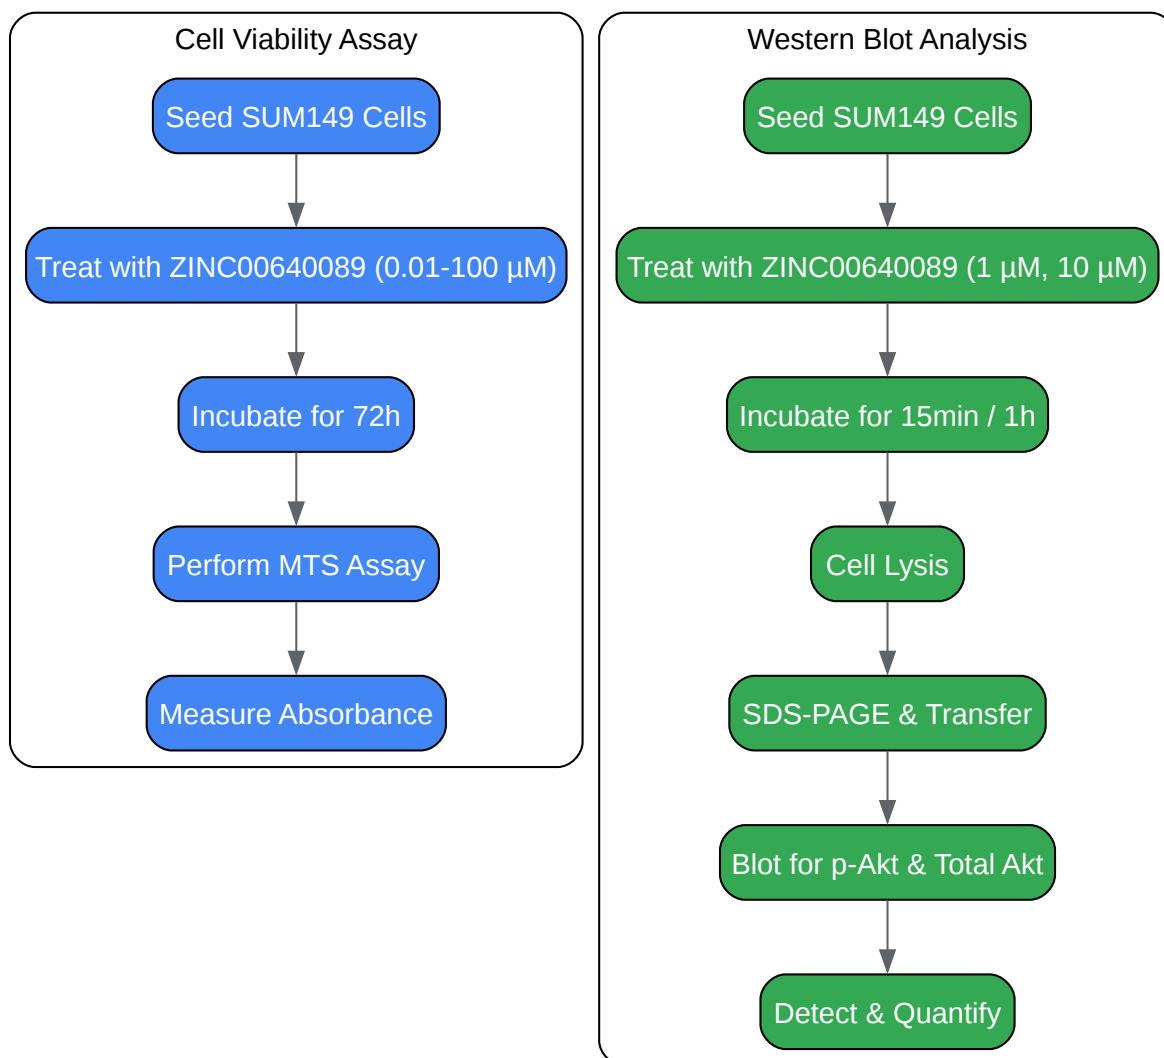 Cell Viability Assay
Seed SUM149 Cells
Treat with ZINC00640089 (0.01-100 µM)
Incubate for 72h
Perform MTS Assay
Measure Absorbance
Western Blot Analysis
Seed SUM149 Cells
Treat with ZINC00640089 (1 µM, 10 µM)
Incubate for 15min / 1h
Cell Lysis
SDS-PAGE & Transfer
Blot for p-Akt & Total Akt
Detect & Quantify